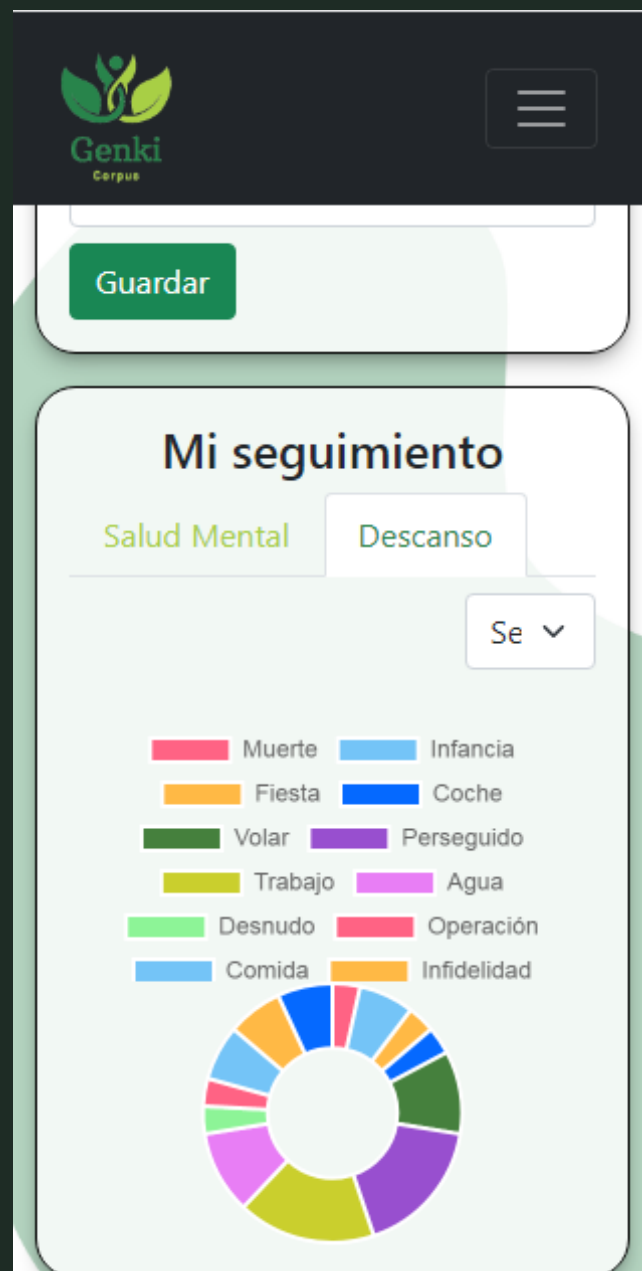 Genki
Corpus
Guardar
Mi seguimiento
Salud Mental Descanso
Se
Muerte Infancia
Fiesta Coche
Volar Perseguido
Trabajo Agua
Desnudo Operación
Comida Infidelidad